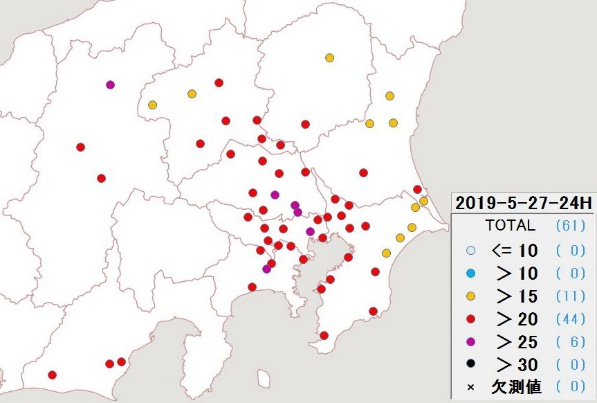 2019-5-27-24H
TOTAL (61)
<= 10 ( 0)
> 10 ( 0)
> 15 (11)
> 20 (44)
> 25 ( 6)
> 30 ( 0)
× 欠測値 ( 0)